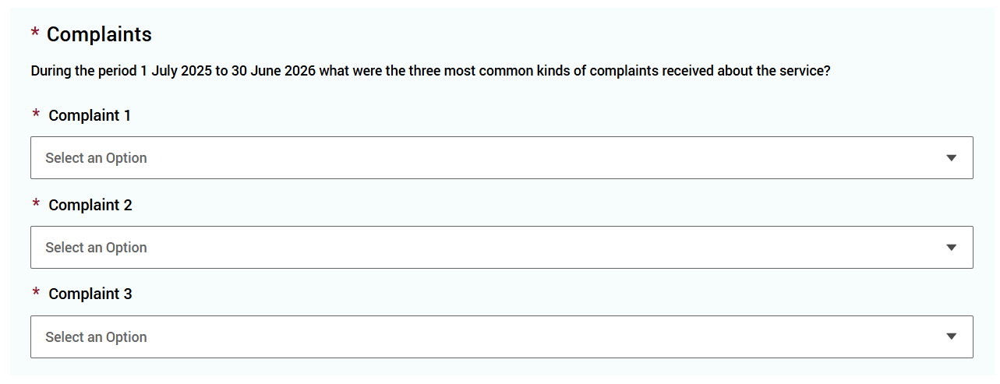 * Complaints
During the period 1 July 2025 to 30 June 2026 what were the three most common kinds of complaints received about the service?
* Complaint 1
Select an Option
* Complaint 2
Select an Option
* Complaint 3
Select an Option